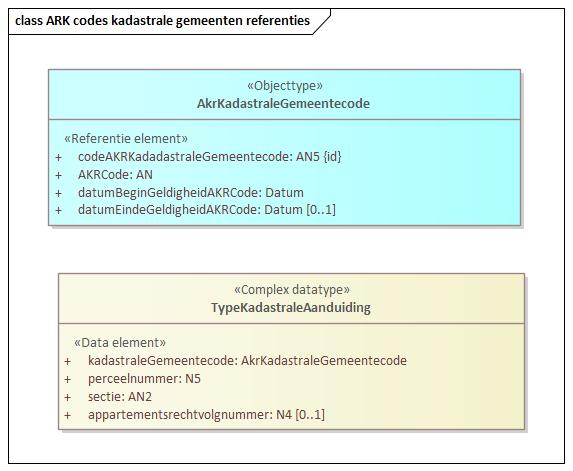 class ARK codes kadastrale gemeenten referenties
«Objecttype»
AkrKadastraleGemeentecode
«Referentie element»
+ codeAKRKadadastraleGemeentecode: AN5 {id}
+ AKRCode: AN
+ datumBeginGeldigheidAKRCode: Datum
+ datumEindeGeldigheidAKRCode: Datum [0..1]
«Complex datatype»
TypeKadastraleAanduiding
«Data element»
+ kadastraleGemeentecode: AkrKadastraleGemeentecode
+ perceelnummer: N5
+ sectie: AN2
+ appartementsrechtvolgnummer: N4 [0..1]